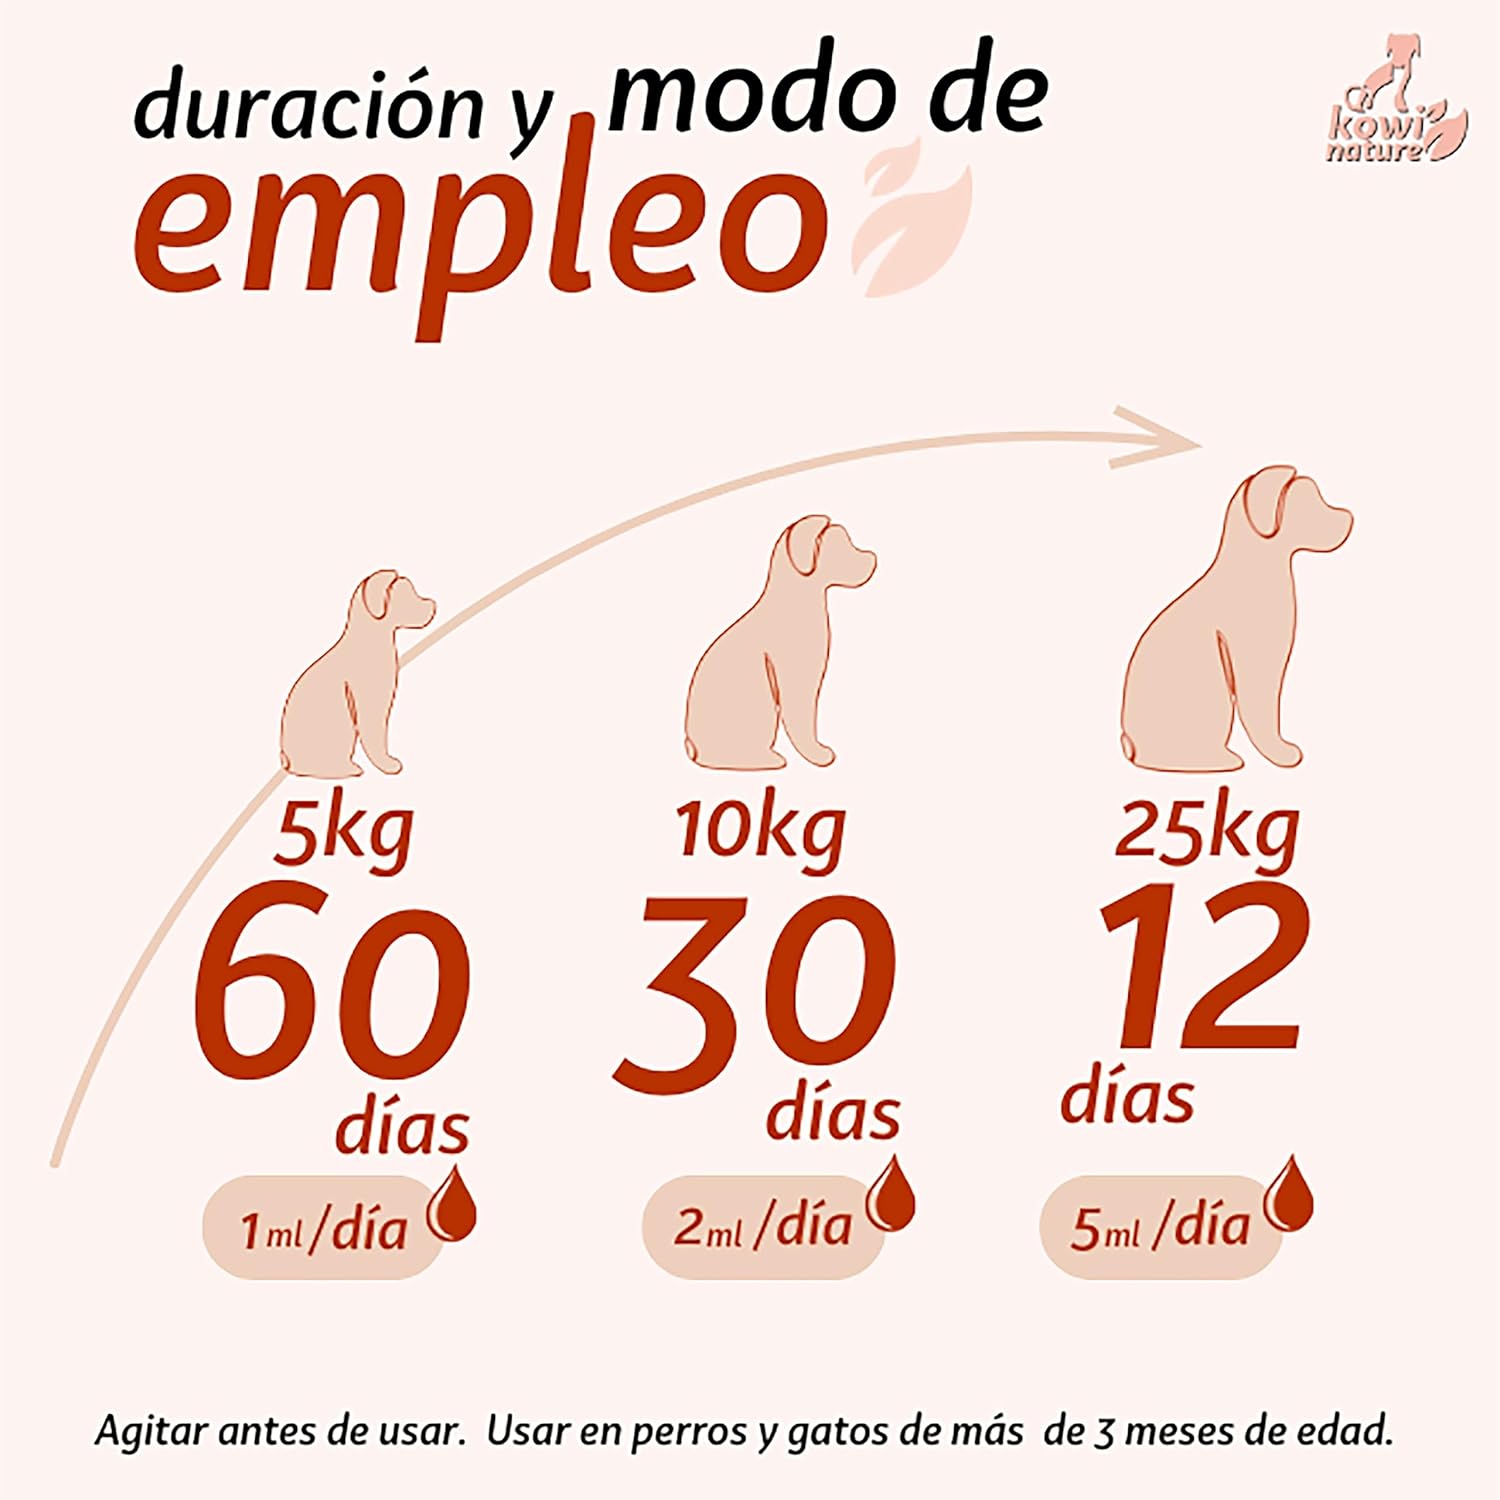 duración y modo de
empleo
kowi
nature
5kg
60
días
1ml/día
10kg
30
días
2ml/día
25kg
12
días
5ml/día
Agitar antes de usar. Usar en perros y gatos de más de 3 meses de edad.